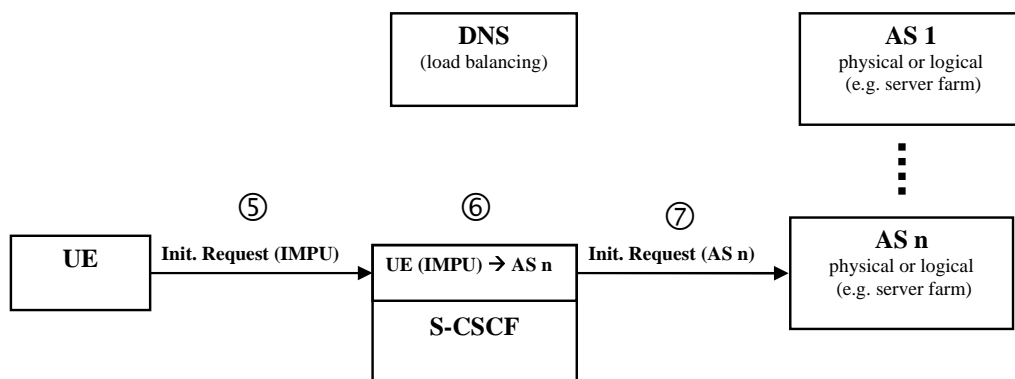 DNS
(load balancing)
AS 1
physical or logical
(e.g. server farm)
⑤
⑥
⑦
UE
Init. Request (IMPU)
UE (IMPU) → AS n
Init. Request (AS n)
AS n
physical or logical
(e.g. server farm)
S-CSCF